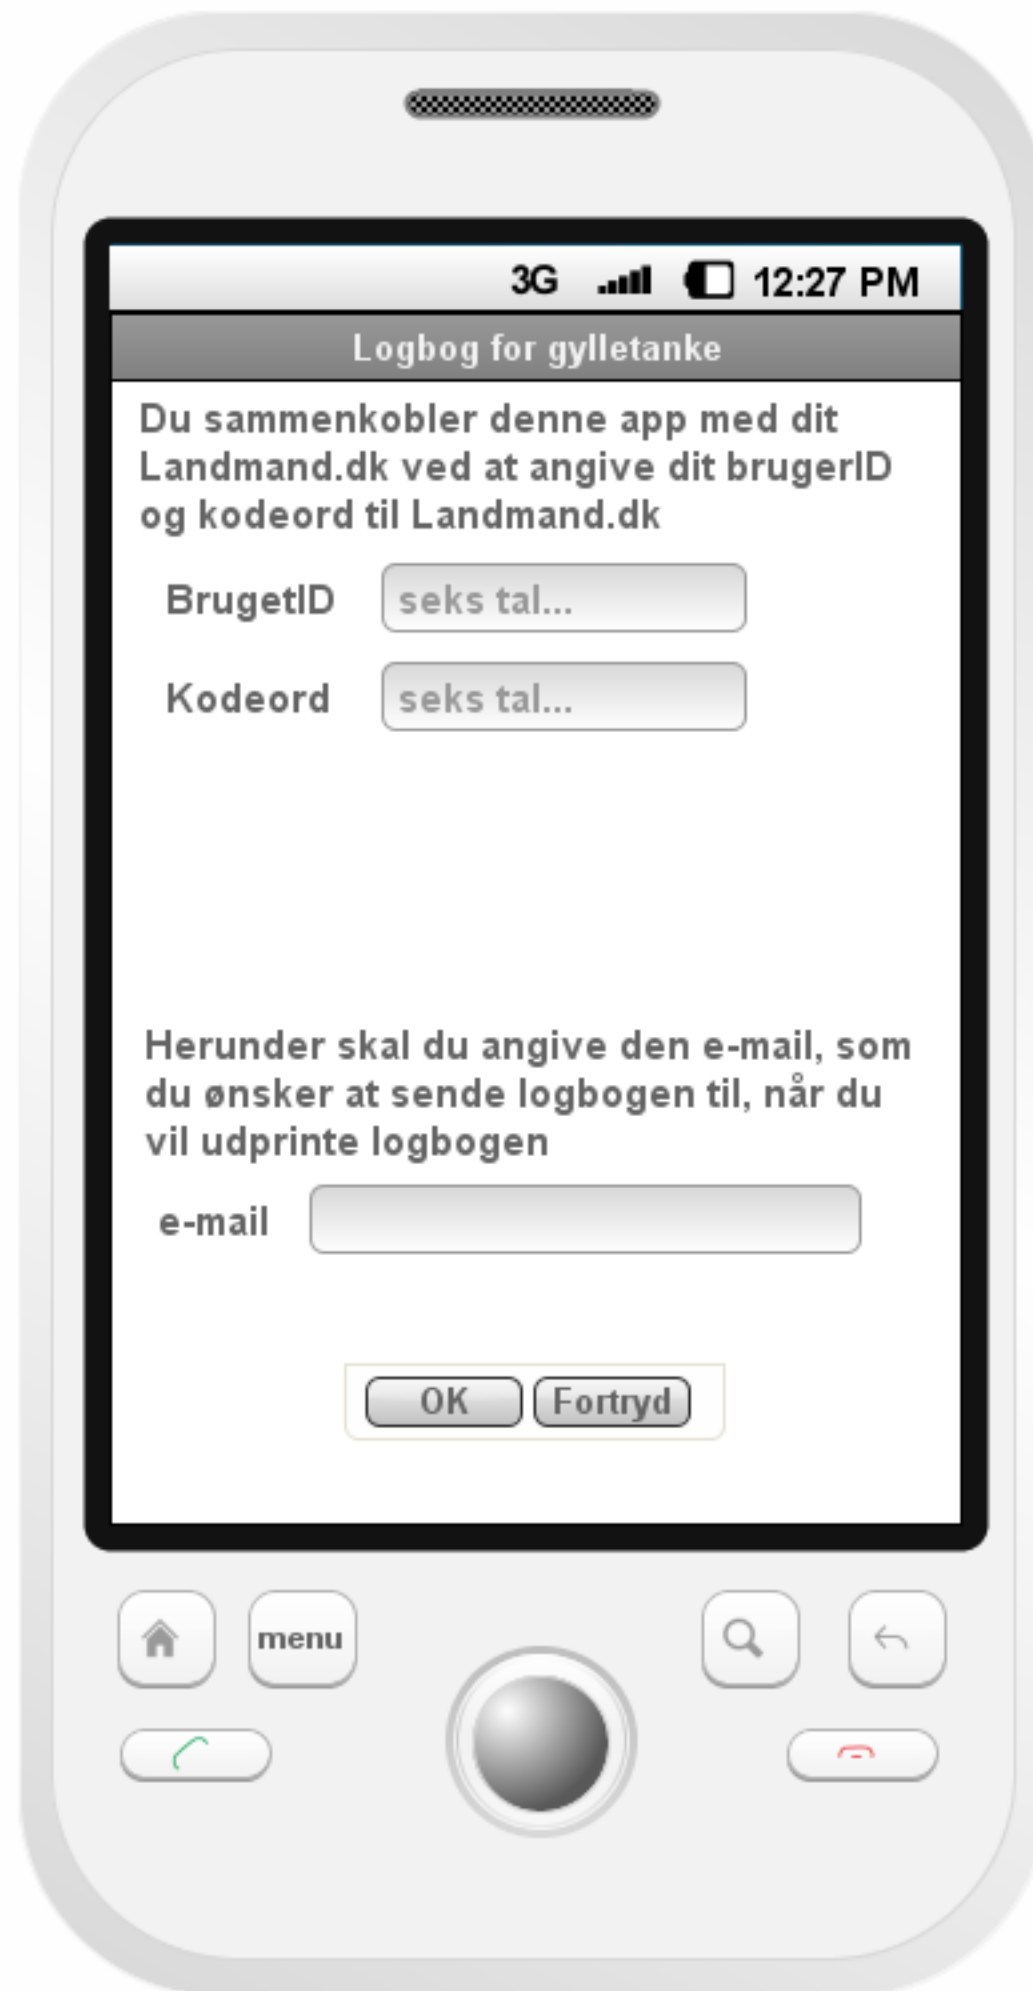 3G 12:27 PM
Logbog for gylletanke
Du sammenkobler denne app med dit
Landmand.dk ved at angive dit brugerID
og kodeord til Landmand.dk
BrugetID seks tal...
Kodeord seks tal...
Herunder skal du angive den e-mail, som
du ønsker at sende logbogen til, når du
vil udprinte logbogen
e-mail
OK Fortryd
menu